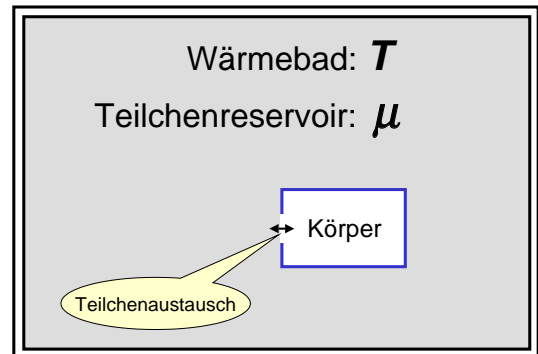 Wärmebad: T
Teilchenreservoir: μ
Körper
Teilchenaustausch